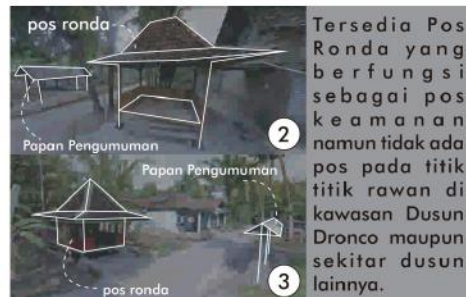 pos ronda
Papan Pengumuman
2
Papan Pengumuman
pos ronda
3
Tersedia Pos
Ronda yang
berfungsi
sebagai pos
keamanan
namun tidak ada
pos pada titik
titik rawan di
kawasan Dusun
Dronco maupun
sekitar dusun
lainnya.